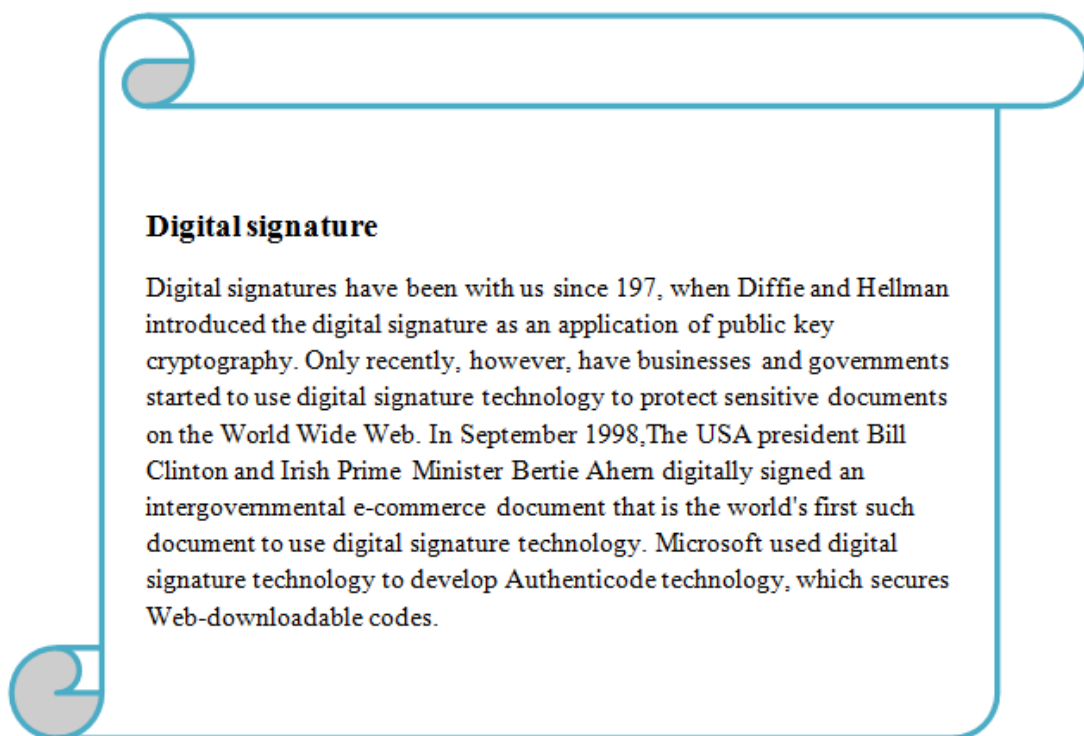 Digital signature
Digital signatures have been with us since 197, when Diffie and Hellman
introduced the digital signature as an application of public key
cryptography. Only recently, however, have businesses and governments
started to use digital signature technology to protect sensitive documents
on the World Wide Web. In September 1998,The USA president Bill
Clinton and Irish Prime Minister Bertie Ahern digitally signed an
intergovernmental e-commerce document that is the world's first such
document to use digital signature technology. Microsoft used digital
signature technology to develop Authenticode technology, which secures
Web-downloadable codes.